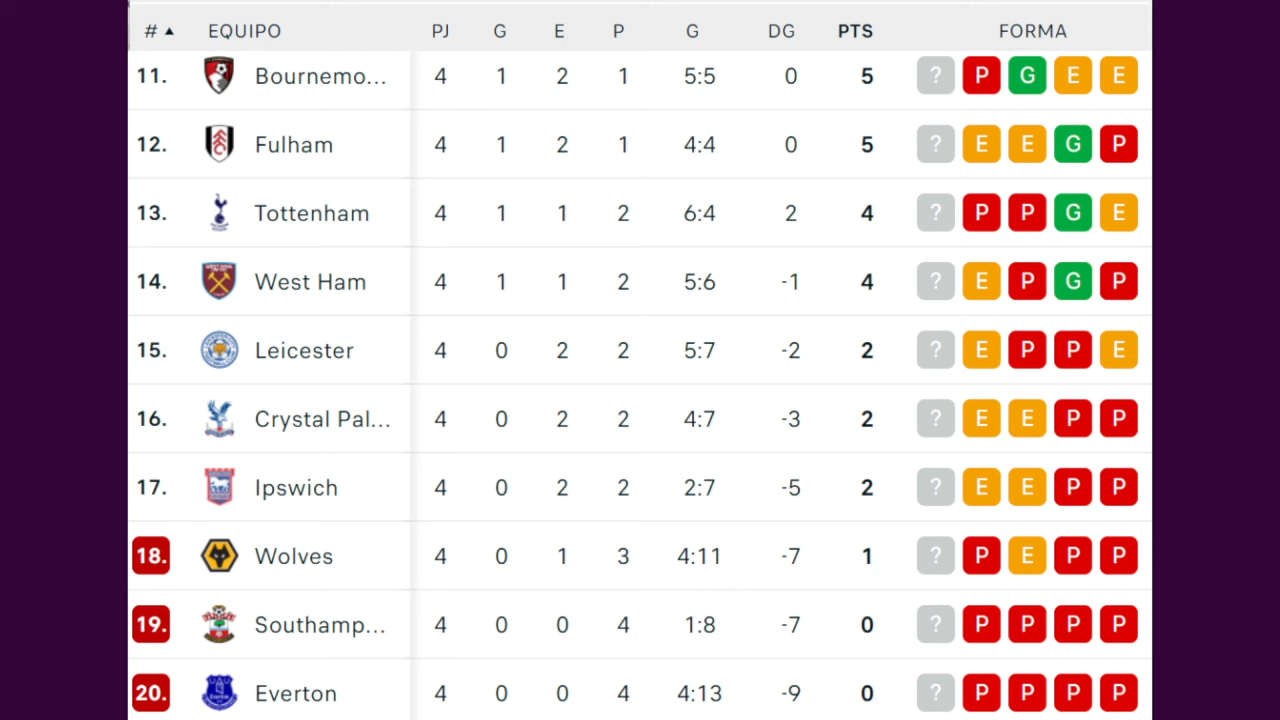 # ▲ EQUIPO PJ G E P G DG PTS FORMA
11. Bournemo... 4 1 2 1 5:5 0 5 ? P G E E
12. Fulham 4 1 2 1 4:4 0 5 ? E E G P
13. Tottenham 4 1 1 2 6:4 2 4 ? P P G E
14. West Ham 4 1 1 2 5:6 -1 4 ? E P G P
15. Leicester 4 0 2 2 5:7 -2 2 ? E P P E
16. Crystal Pal... 4 0 2 2 4:7 -3 2 ? E E P P
17. Ipswich 4 0 2 2 2:7 -5 2 ? E E P P
18. Wolves 4 0 1 3 4:11 -7 1 ? P E P P
19. Southamp... 4 0 0 4 1:8 -7 0 ? P P P P
20. Everton 4 0 0 4 4:13 -9 0 ? P P P P